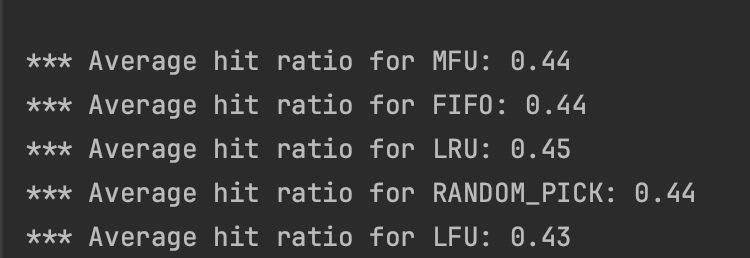 *** Average hit ratio for MFU: 0.44
*** Average hit ratio for FIFO: 0.44
*** Average hit ratio for LRU: 0.45
*** Average hit ratio for RANDOM_PICK: 0.44
*** Average hit ratio for LFU: 0.43